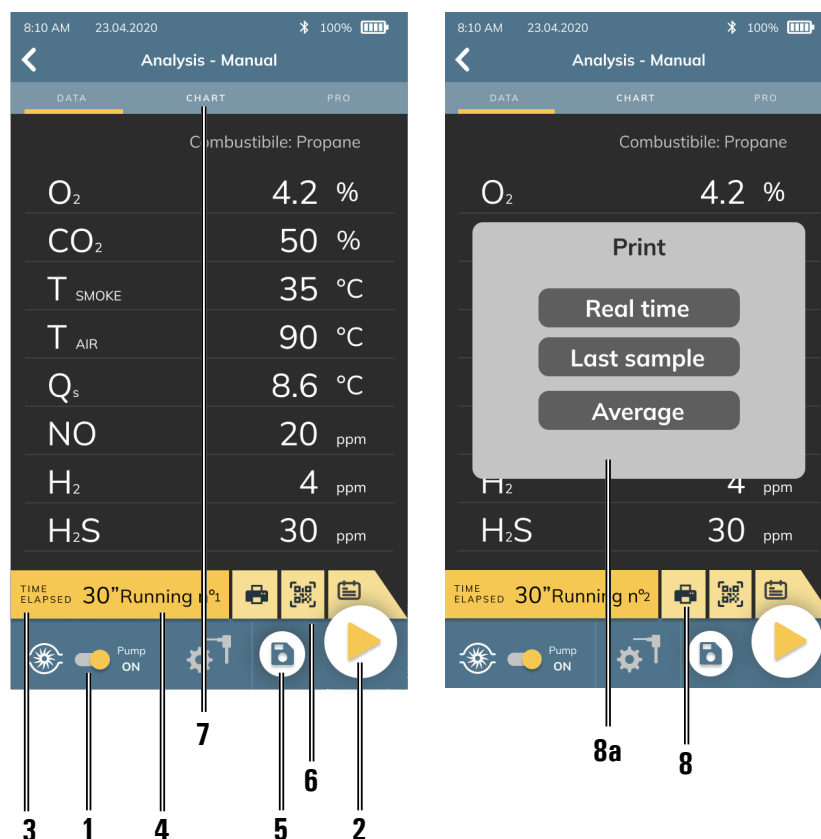 8:10 AM 23.04.2020 100%
Analysis - Manual
DATA CHART PRO
Combustibile: Propane
O₂ 4.2 %
CO₂ 50 %
T SMOKE 35 °C
T AIR 90 °C
Qs 8.6 °C
NO 20 ppm
H₂ 4 ppm
H₂S 30 ppm
TIME
ELAPSED 30” Running nº1
Pump
ON
7
6
3 1 4 5 2
8:10 AM 23.04.2020 100%
Analysis - Manual
DATA CHART PRO
Combustibile: Propane
O₂ 4.2 %
Print
Real time
Last sample
Average
H₂ 4 ppm
H₂S 30 ppm
TIME
ELAPSED 30” Running nº2
Pump
ON
8a 8